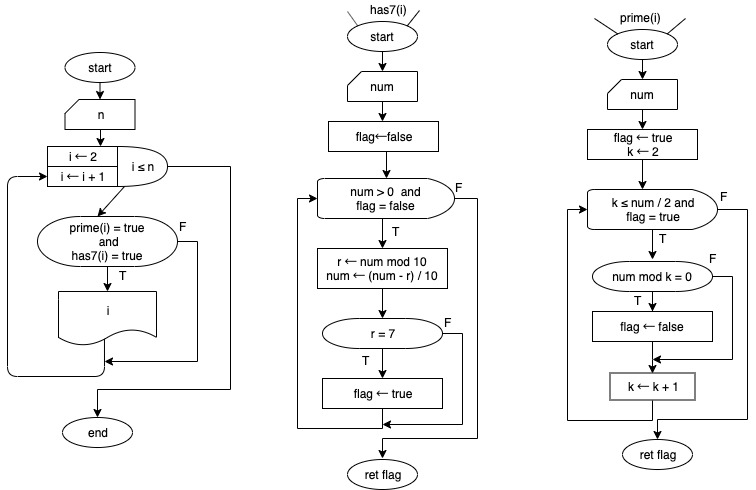 start
n
i ← 2
i ← i + 1
i ≤ n
prime(i) = true
and
has7(i) = true
F
T
i
end
has7(i)
start
num
flag←false
num > 0 and
flag = false
F
T
r ← num mod 10
num ← (num - r) / 10
r = 7
F
T
flag ← true
ret flag
prime(i)
start
num
flag ← true
k ← 2
k ≤ num / 2 and
flag = true
F
T
num mod k = 0
F
T
flag ← false
k ← k + 1
ret flag